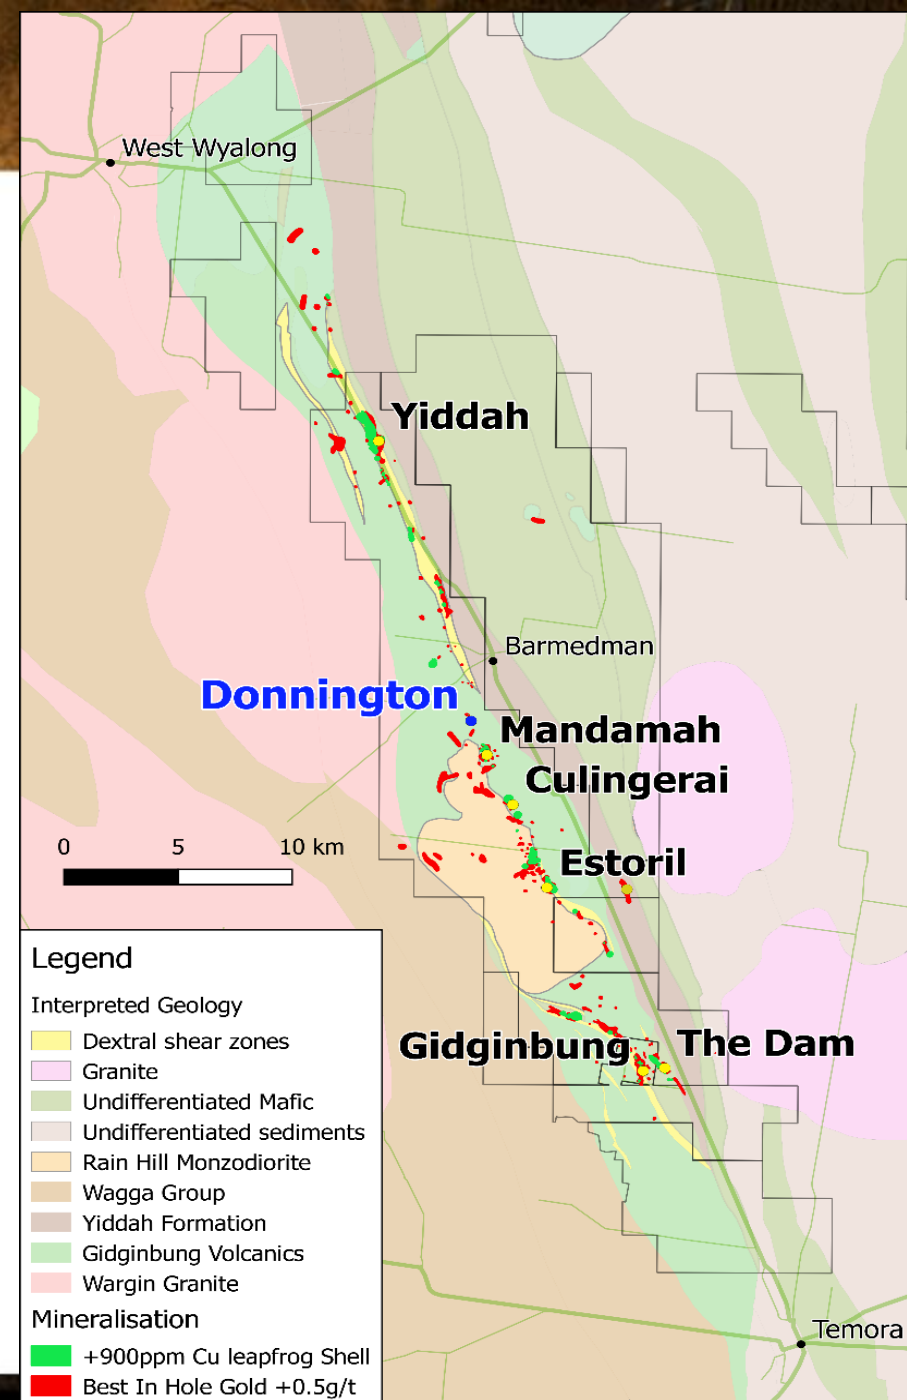 West Wyalong
Yiddah
Barmedman
Donnington
Mandamah
Culingerai
0 5 10 km
Estoril
Gidginbung
The Dam
Legend
Interpreted Geology
Dextral shear zones
Granite
Undifferentiated Mafic
Undifferentiated sediments
Rain Hill Monzodiorite
Wagga Group
Yiddah Formation
Gidginbung Volcanics
Wargin Granite
Mineralisation
+900ppm Cu leapfrog Shell
Best In Hole Gold +0.5g/t
Temora